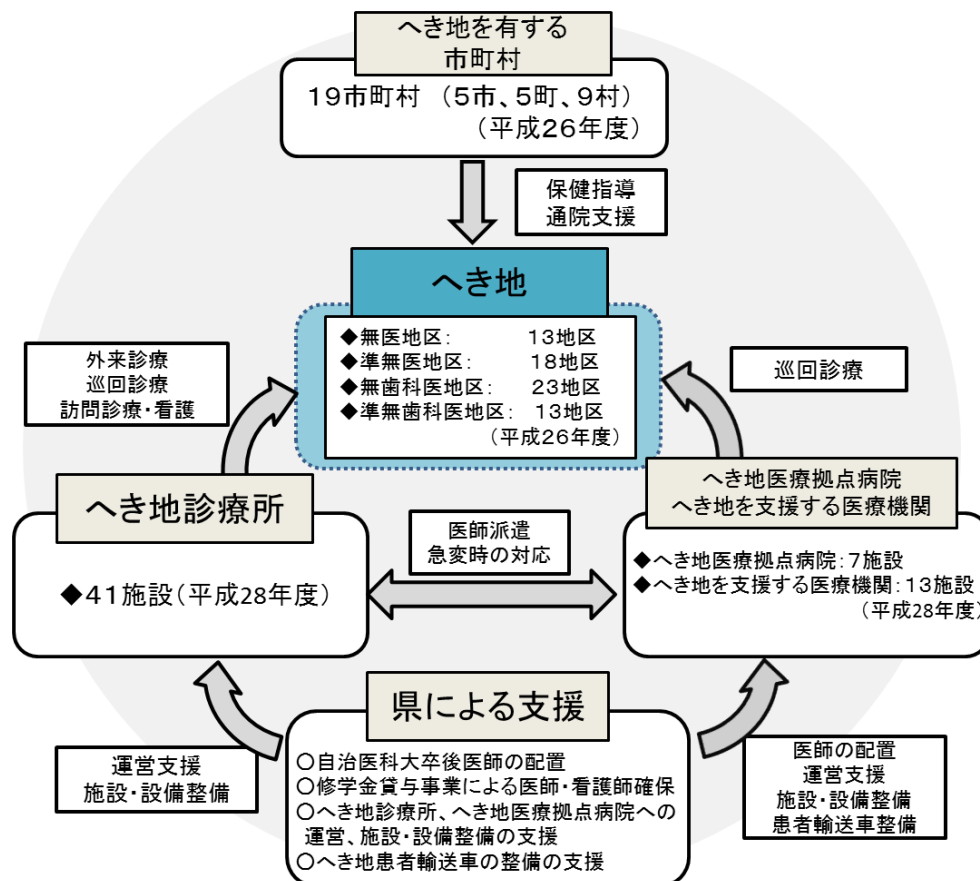 へき地を有する
市町村
19市町村 （5市、5町、9村）
（平成26年度）
保健指導
通院支援
へき地
◆無医地区： 13地区
◆準無医地区： 18地区
◆無歯科医地区： 23地区
◆準無歯科医地区： 13地区
（平成26年度）
外来診療
巡回診療
訪問診療・看護
巡回診療
へき地診療所
◆41施設（平成28年度）
医師派遣
急変時の対応
へき地医療拠点病院
へき地を支援する医療機関
◆へき地医療拠点病院：7施設
◆へき地を支援する医療機関：13施設
（平成28年度）
県による支援
○自治医科大卒後医師の配置
○修学金貸与事業による医師・看護師確保
○へき地診療所、へき地医療拠点病院への
運営、施設・設備整備の支援
○へき地患者輸送車の整備の支援
運営支援
施設・設備整備
医師の配置
運営支援
施設・設備整備
患者輸送車整備